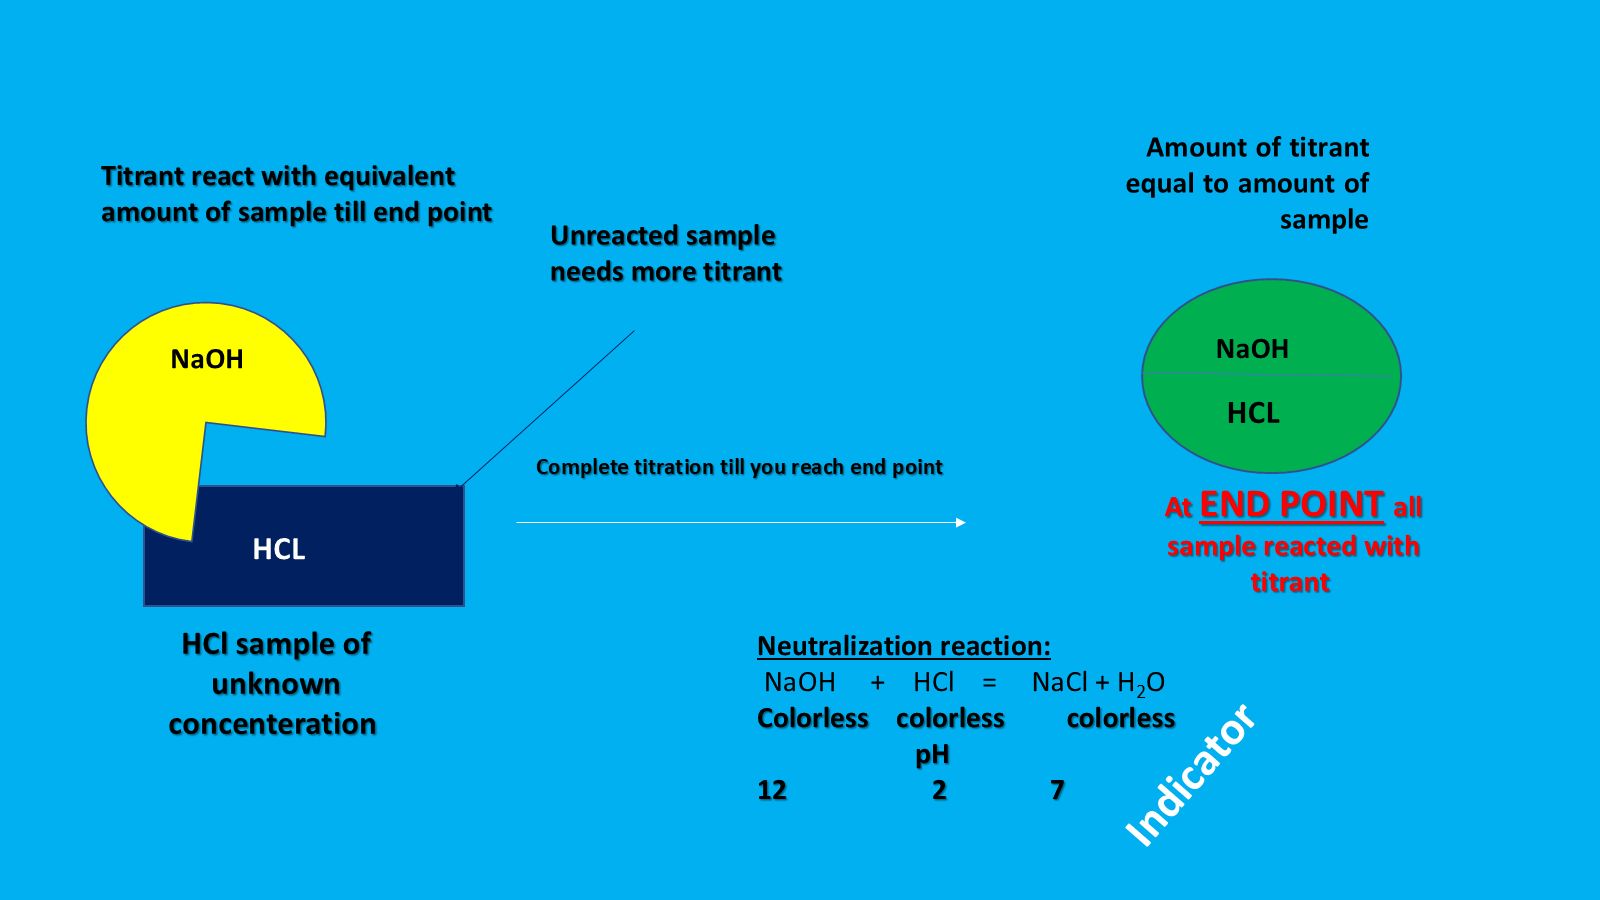 Titrant react with equivalent
amount of sample till end point
Unreacted sample
needs more titrant
Amount of titrant
equal to amount of
sample
NaOH
HCL
Complete titration till you reach end point
NaOH
HCL
At END POINT all
sample reacted with
titrant
HCl sample of
unknown
concenteration
Neutralization reaction:
NaOH + HCl = NaCl + H₂O
Colorless colorless colorless
pH
12 2 7
Indicator